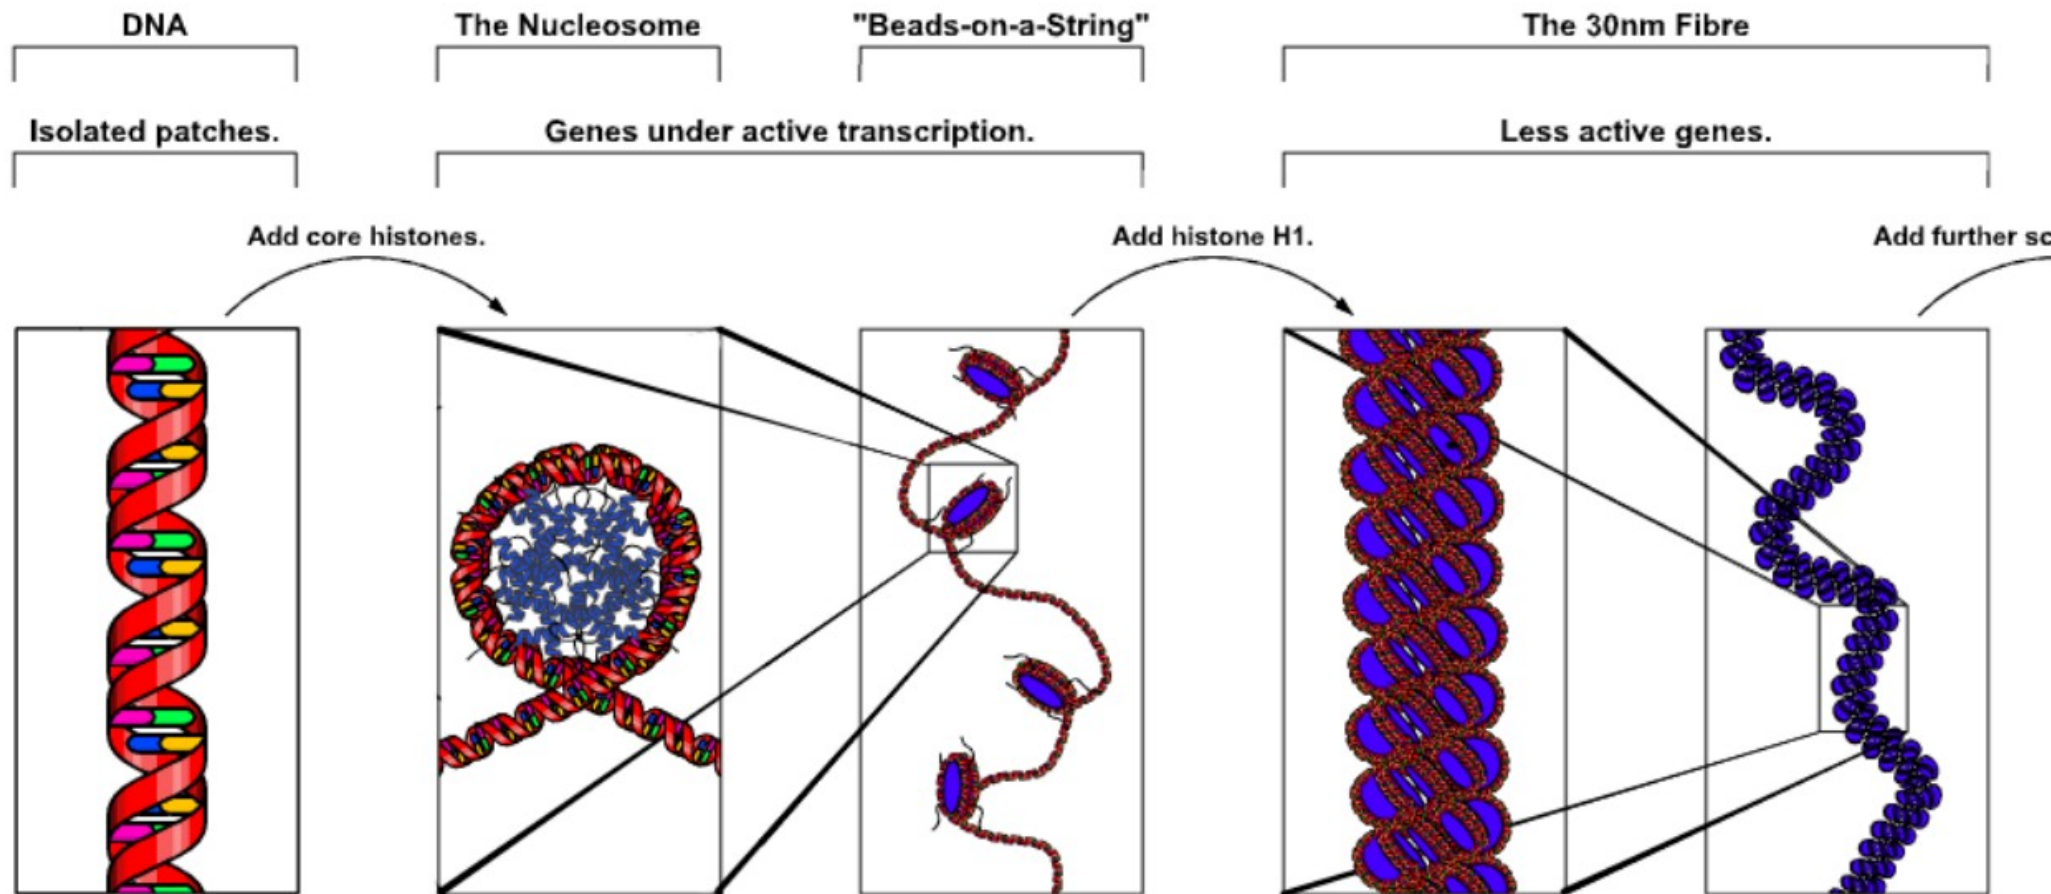 DNA
The Nucleosome
"Beads-on-a-String"
The 30nm Fibre
Isolated patches.
Genes under active transcription.
Less active genes.
Add core histones.
Add histone H1.
Add further